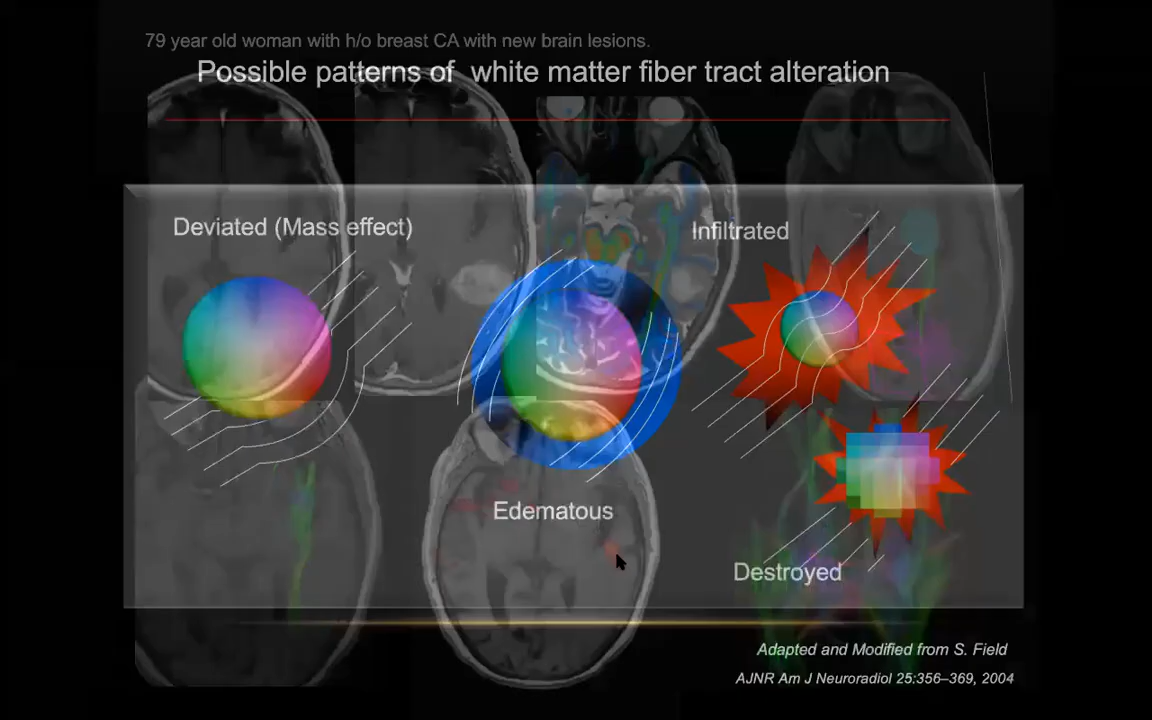 79 year old woman with h/o breast CA with new brain lesions.
Possible patterns of white matter fiber tract alteration
Deviated (Mass effect)
Infiltrated
Edematous
Destroyed
Adapted and Modified from S. Field
AJNR Am J Neuroradiol 25:356–369, 2004